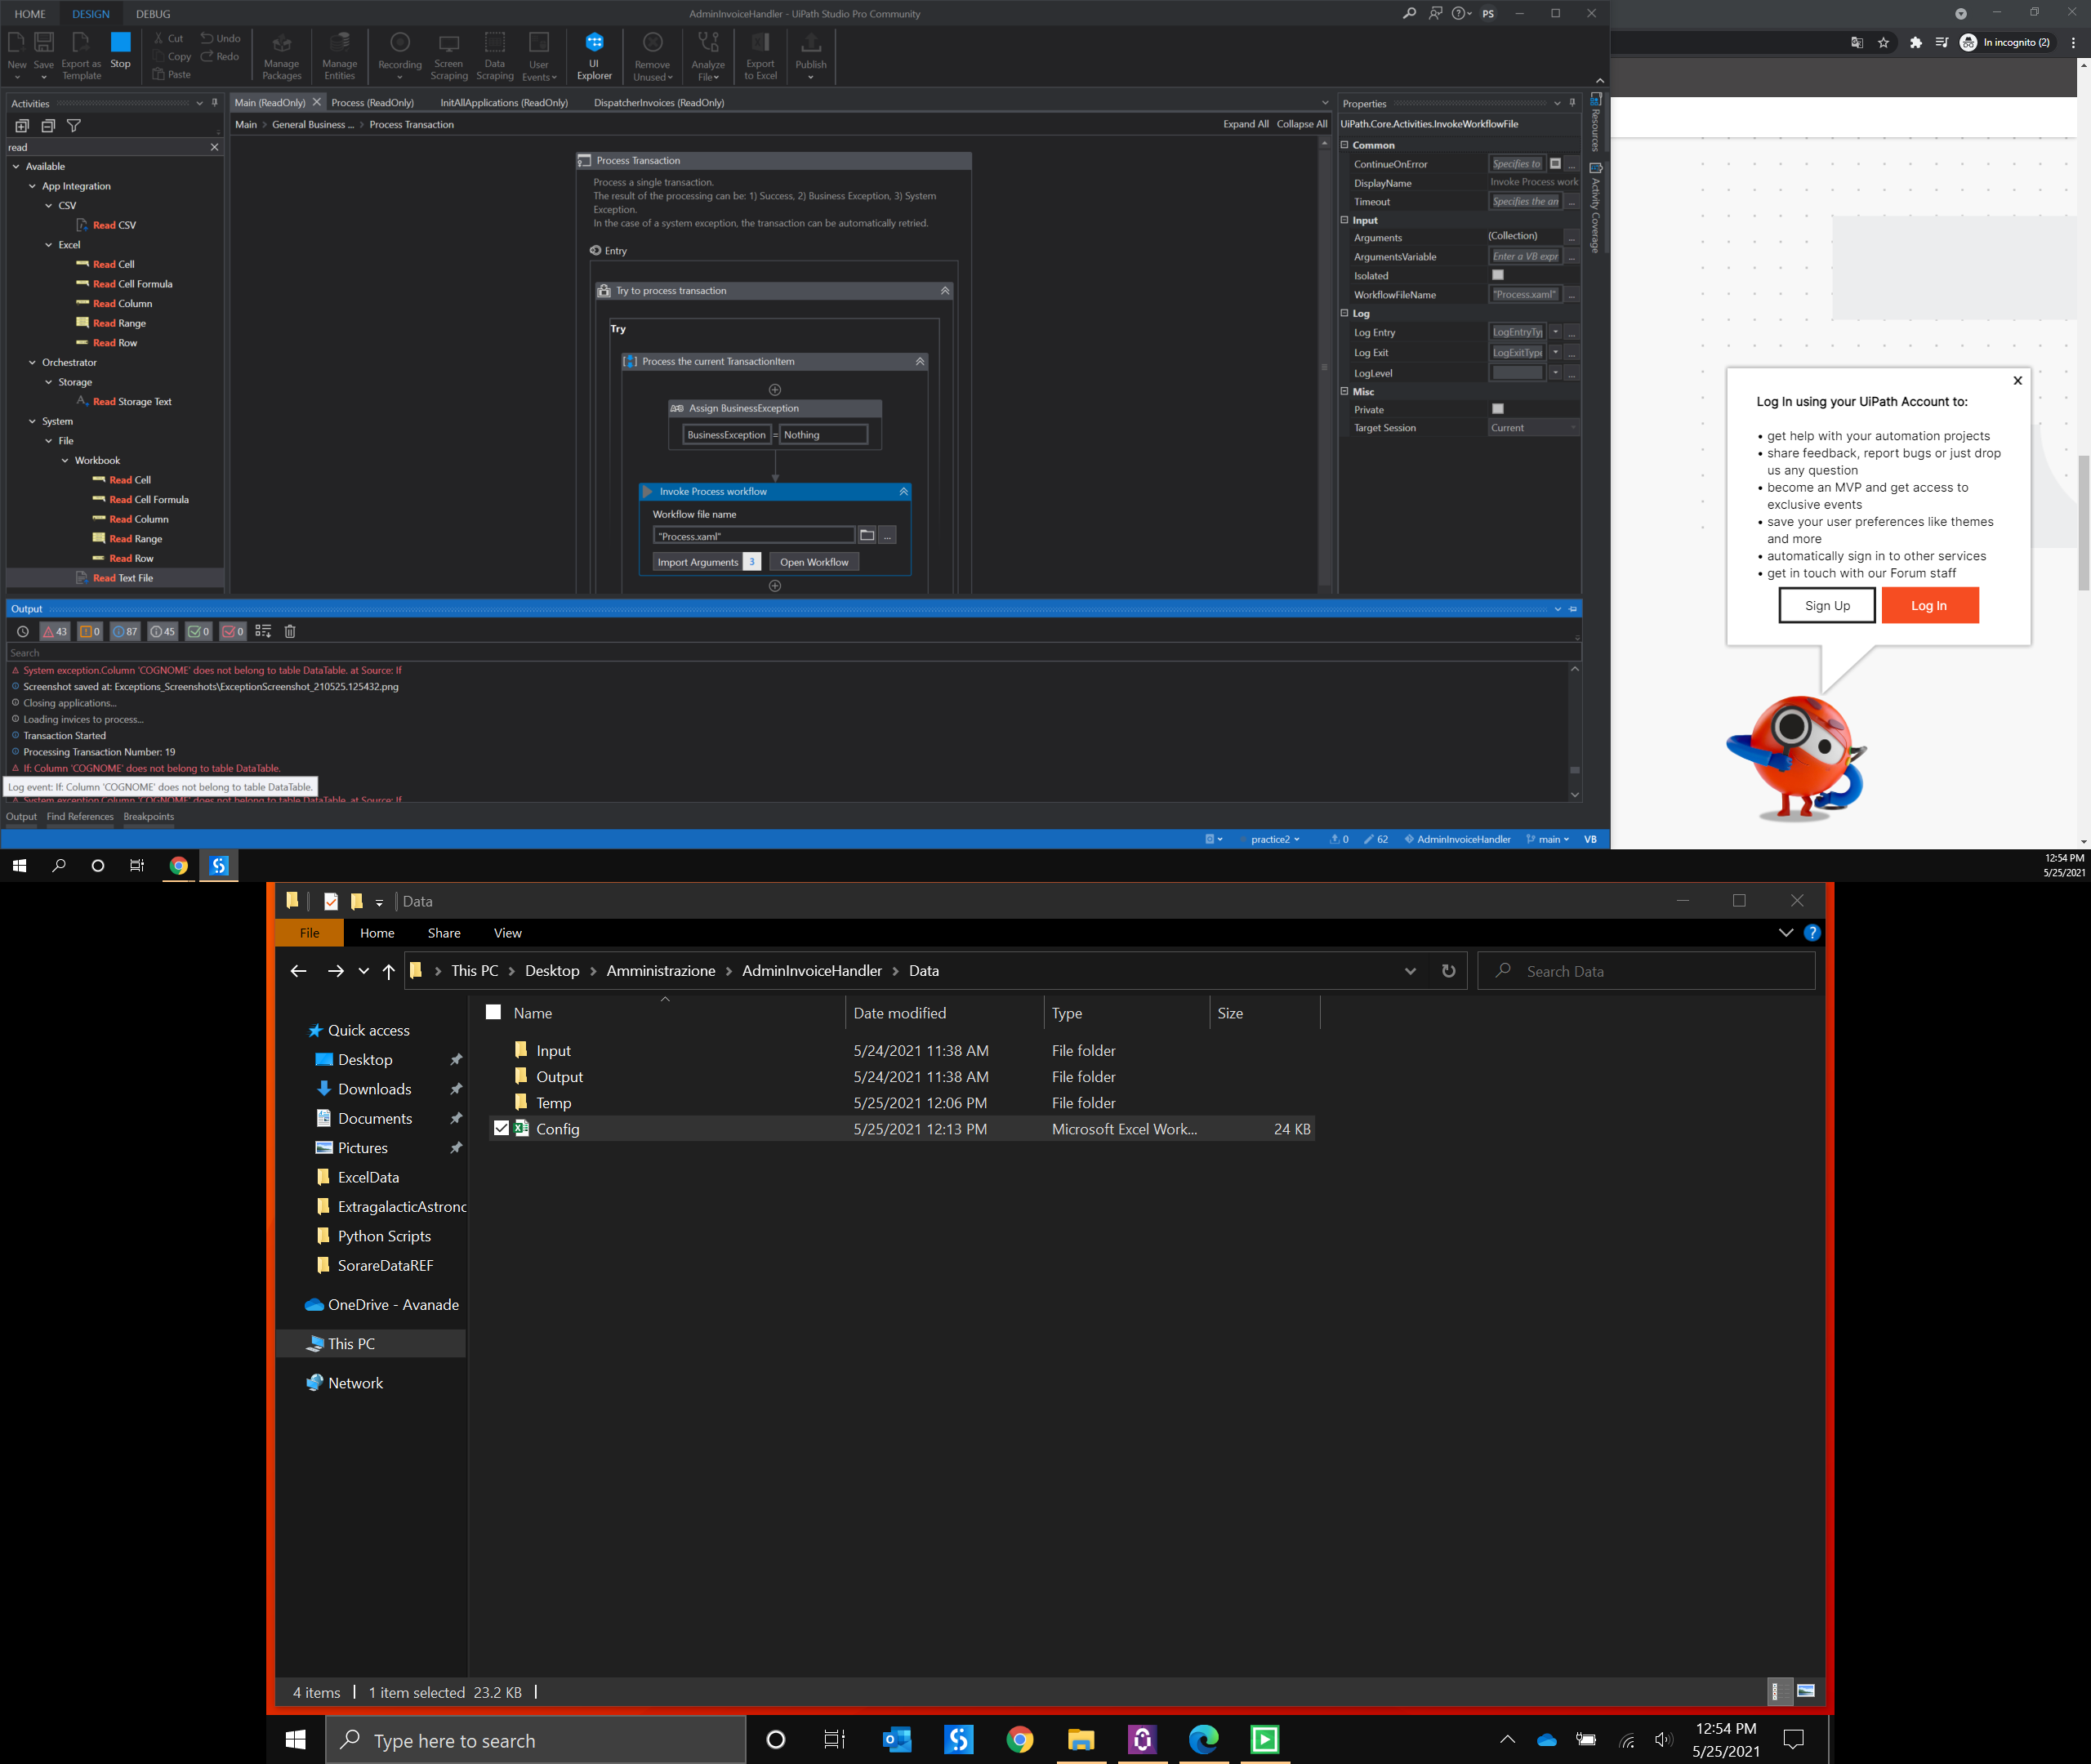 HOME DESIGN DEBUG
AdminInvoiceHandler - UiPath Studio Pro Community
PS
In incognito (2)
New Save Export as Template Stop
Cut Copy Paste Undo Redo
Manage Packages Manage Entities Recording Screen Scraping Data Scraping User Events UI Explorer Remove Unused Analyze File Export to Excel Publish
Activities
read
Available
App Integration
CSV
Read CSV
Excel
Read Cell
Read Cell Formula
Read Column
Read Range
Read Row
Orchestrator
Storage
Read Storage Text
System
File
Workbook
Read Cell
Read Cell Formula
Read Column
Read Range
Read Row
Read Text File
Main (ReadOnly) Process (ReadOnly) InitAllApplications (ReadOnly) DispatcherInvoices (ReadOnly)
Main > General Business ... > Process Transaction
Expand All Collapse All
Process Transaction
Process a single transaction.
The result of the processing can be: 1) Success, 2) Business Exception, 3) System
Exception.
In the case of a system exception, the transaction can be automatically retried.
Entry
Try to process transaction
Try
Process the current TransactionItem
Assign BusinessException
BusinessException = Nothing
Invoke Process workflow
Workflow file name
"Process.xaml"
...
Import Arguments 3 Open Workflow
Properties
UiPath.Core.Activities.InvokeWorkflowFile
Common
ContinueOnError Specifies to ...
DisplayName Invoke Process work
Timeout Specifies the an ...
Input
Arguments (Collection) ...
ArgumentsVariable Enter a VB expr ...
Isolated
WorkflowFileName "Process.xaml" ...
Log
Log Entry LogEntryTy ...
Log Exit LogExitType ...
LogLevel ...
Misc
Private
Target Session Current
Resources
Activity Coverage
Output
43 0 87 45 0 0
Search
System exception.Column 'COGNOME' does not belong to table DataTable. at Source: If
Screenshot saved at: Exceptions_Screenshots\ExceptionScreenshot_210525.125432.png
Closing applications...
Loading invices to process...
Transaction Started
Processing Transaction Number: 19
If: Column 'COGNOME' does not belong to table DataTable.
Log event: If: Column 'COGNOME' does not belong to table DataTable.
System exception.Column 'COGNOME' does not belong to table DataTable. at Source: If
Output Find References Breakpoints
practice2 0 62 AdminInvoiceHandler main VB
x
Log In using your UiPath Account to:
• get help with your automation projects
• share feedback, report bugs or just drop
us any question
• become an MVP and get access to
exclusive events
• save your user preferences like themes
and more
• automatically sign in to other services
• get in touch with our Forum staff
Sign Up Log In
12:54 PM
5/25/2021
Data
File Home Share View
This PC > Desktop > Amministrazione > AdminInvoiceHandler > Data
Search Data
Name Date modified Type Size
Input 5/24/2021 11:38 AM File folder
Output 5/24/2021 11:38 AM File folder
Temp 5/25/2021 12:06 PM File folder
Config 5/25/2021 12:13 PM Microsoft Excel Work... 24 KB
Quick access
Desktop
Downloads
Documents
Pictures
ExcelData
ExtragalacticAstronc
Python Scripts
SorareDataREF
OneDrive - Avanade
This PC
Network
4 items 1 item selected 23.2 KB
Type here to search
12:54 PM
5/25/2021